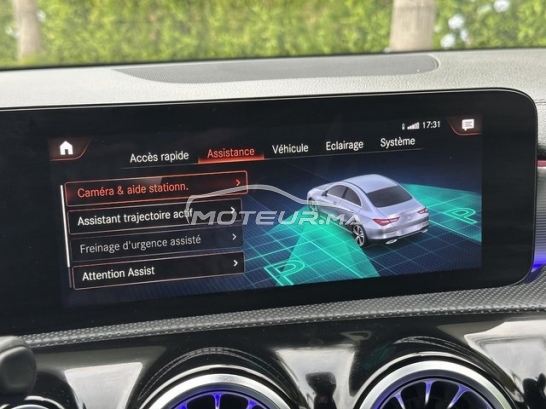 17:31
Accès rapide Assistance Véhicule Eclairage Système
Caméra & aide stationn.
Assistant trajectoire actif
Freinage d'urgence assisté
Attention Assist
MOTEUR.MA
P
P